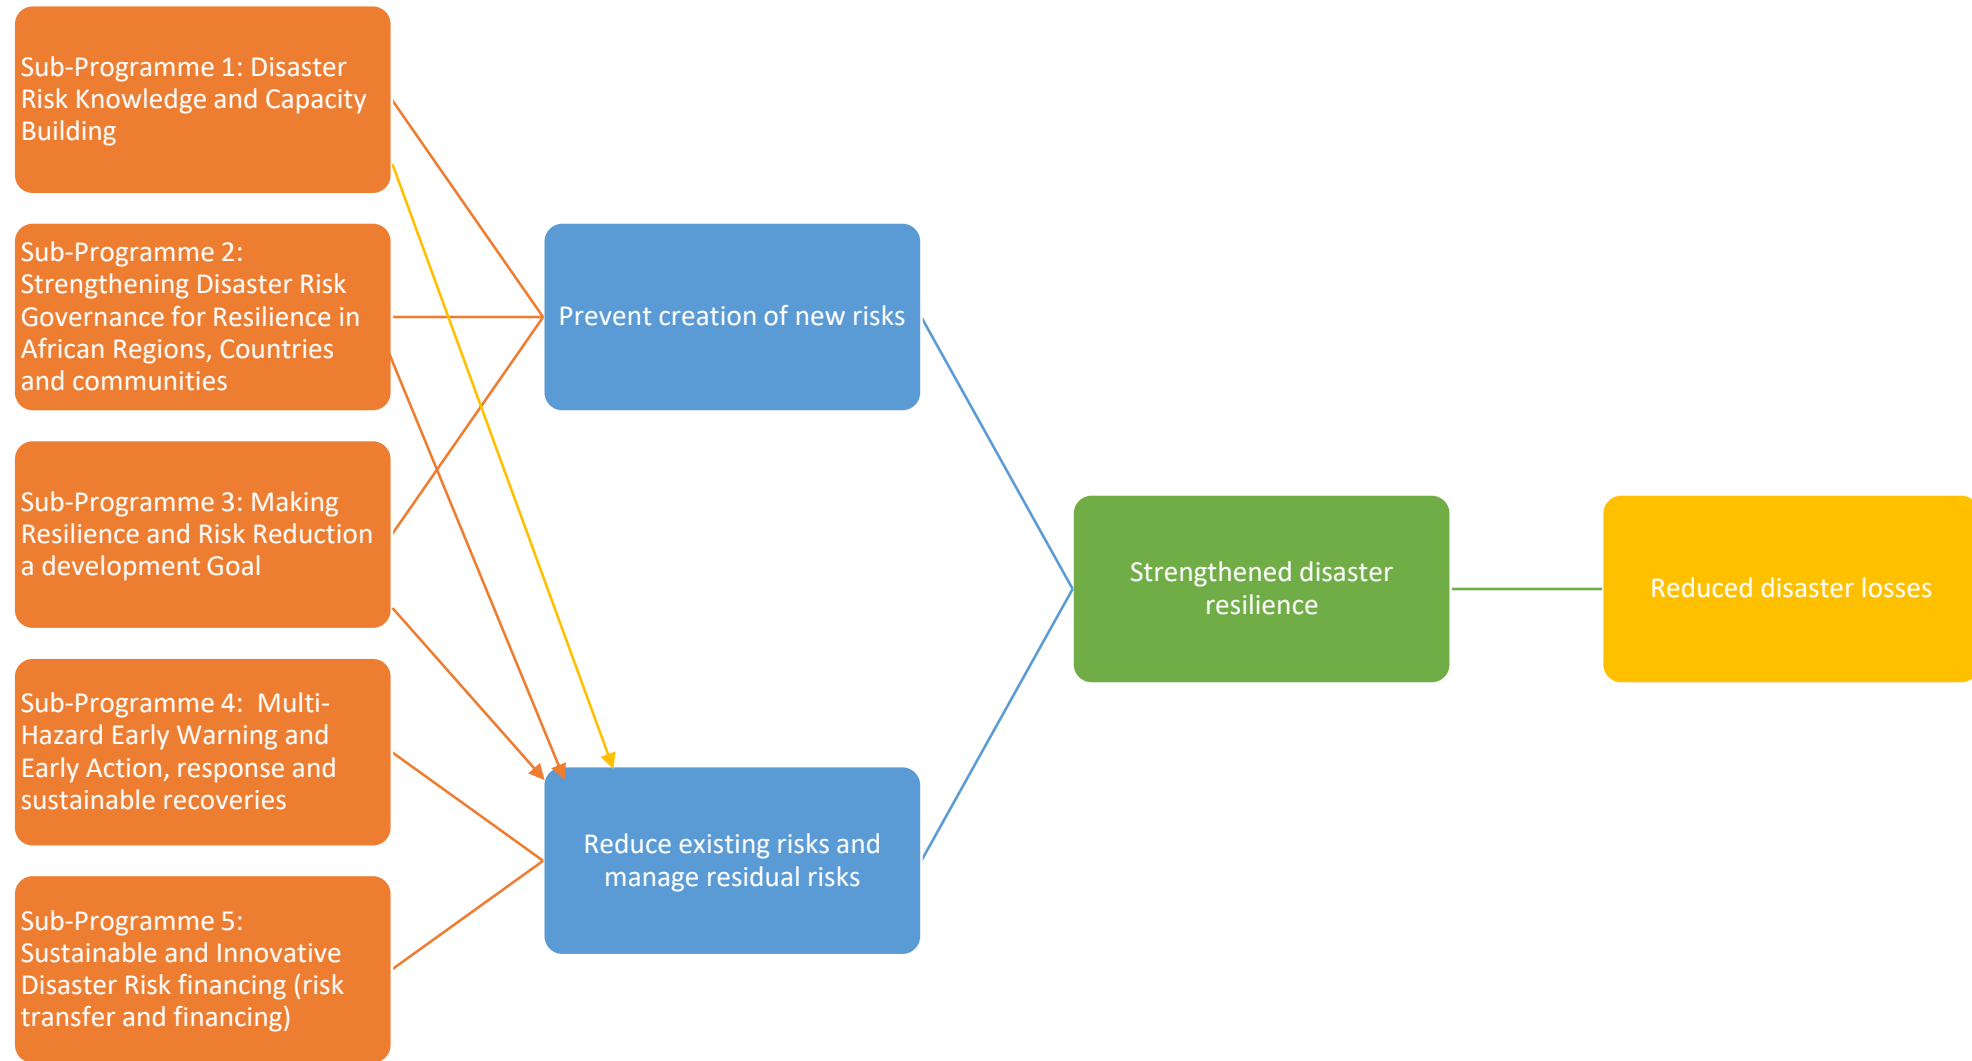 Sub-Programme 1: Disaster
Risk Knowledge and Capacity
Building
Sub-Programme 2:
Strengthening Disaster Risk
Governance for Resilience in
African Regions, Countries
and communities
Sub-Programme 3: Making
Resilience and Risk Reduction
a development Goal
Sub-Programme 4:  Multi-
Hazard Early Warning and
Early Action, response and
sustainable recoveries
Sub-Programme 5:
Sustainable and Innovative
Disaster Risk financing (risk
transfer and financing)
Prevent creation of new risks
Reduce existing risks and
manage residual risks
Strengthened disaster
resilience
Reduced disaster losses